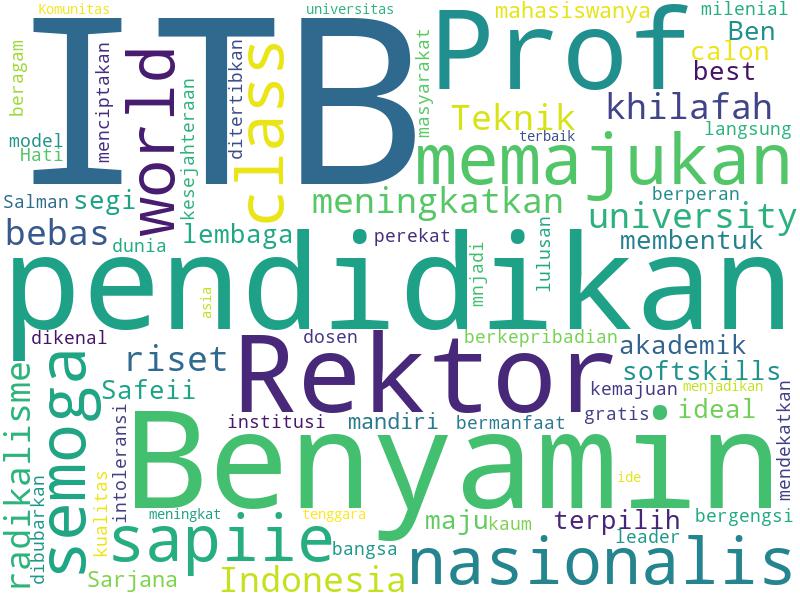 Komunitas
universitas
mahasiswanya
milenial
beragam
ITB
Prof
Ben
menciptakan
world
ditertibkan
class
masyarakat
calon
best
kesejahteraan
Teknik
khilafah
langsung
model
terbaik
Hati
memajukan
Salman
segi
meningkatkan
berperan
university
bebas
dunia
lembaga
perekat
lulusan
membentuk
mnjadi
pendidikan
asia
dikenal
dosen
berkepribadian
akademik
riset
Rektor
softskills
radikalisme
semoga
Safeii
kemajuan
menjadikan
mendekatkan
intoleransi
institusi
mandiri
bermanfaat
gratis
ideal
Benyamin
ide
kualitas
dibubarkan
meningkat
tenggara
maju
kaum
terpilih
bergengsi
sapiie
bangsa
leader
Sarjana
Indonesia
nasionalis